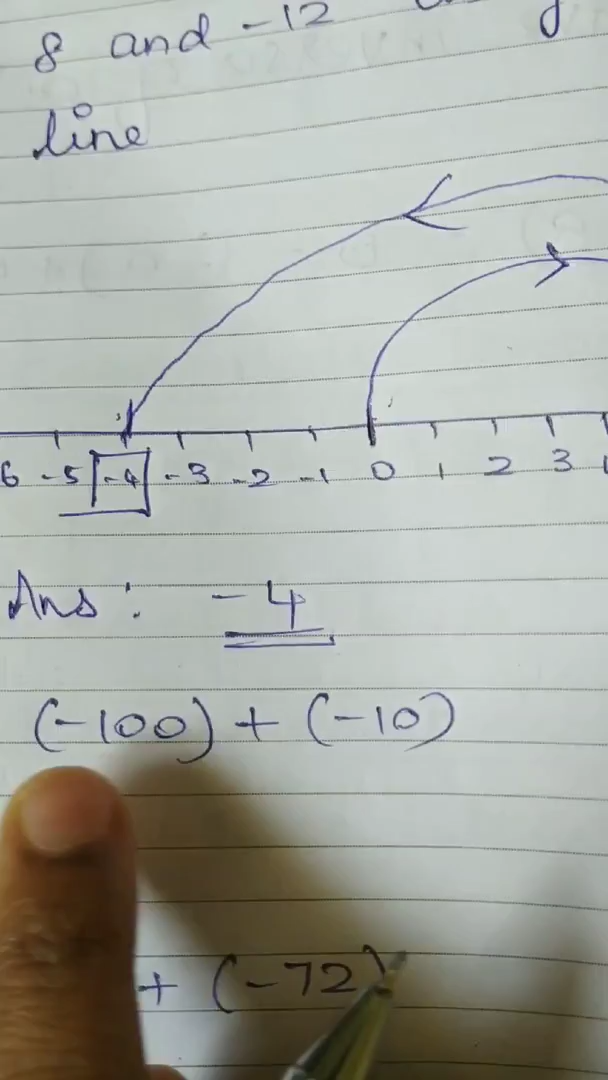 8 and -12
line
6 -5 -4 -3 -2 -1 0 1 2 3
Ans: -4
(-100) + (-10)
+ (-72)